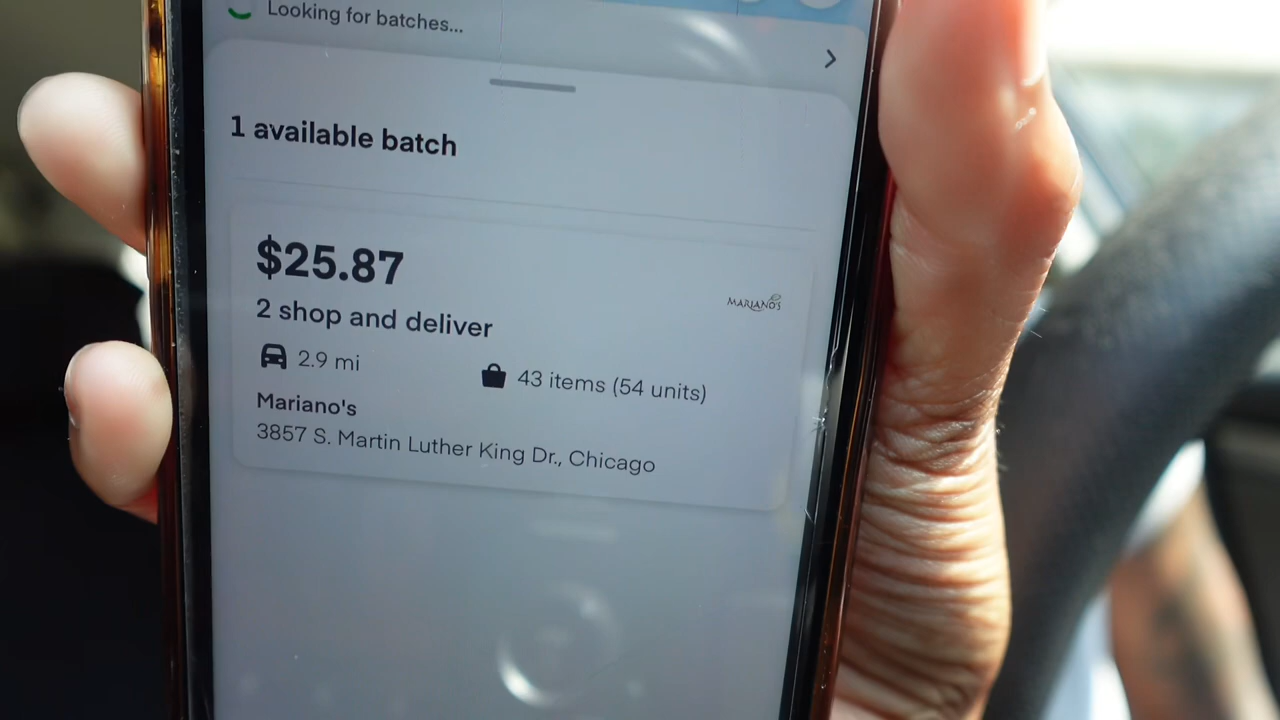 Looking for batches...
1 available batch
$25.87
MARIANO'S
2 shop and deliver
2.9 mi
43 items (54 units)
Mariano's
3857 S. Martin Luther King Dr., Chicago